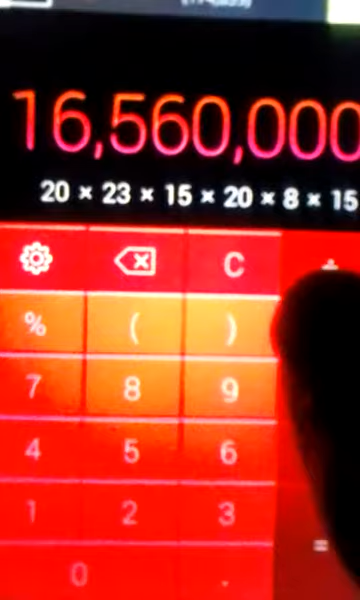 16,560,000
20 × 23 × 15 × 20 × 8 × 15
C ÷
% ( )
7 8 9
4 5 6
1 2 3
0 . =